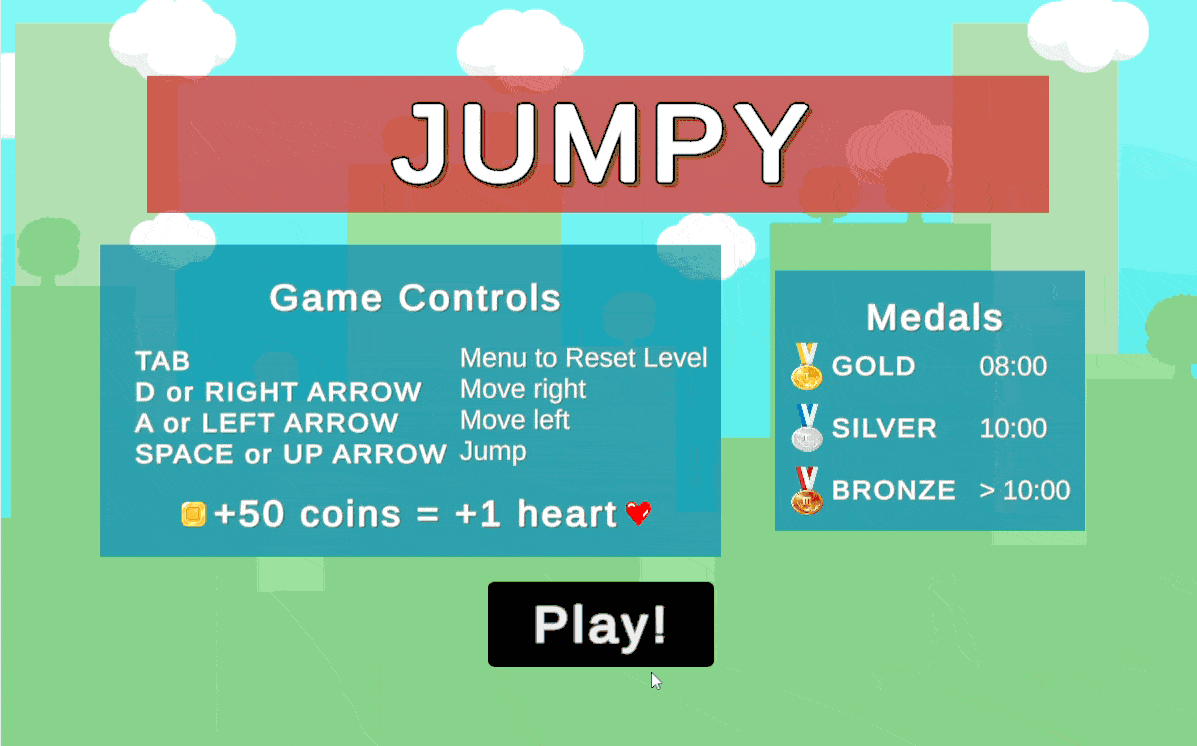 JUMPY
Game Controls
TAB Menu to Reset Level
D or RIGHT ARROW Move right
A or LEFT ARROW Move left
SPACE or UP ARROW Jump
+50 coins = +1 heart
Medals
GOLD 08:00
SILVER 10:00
BRONZE > 10:00
Play!